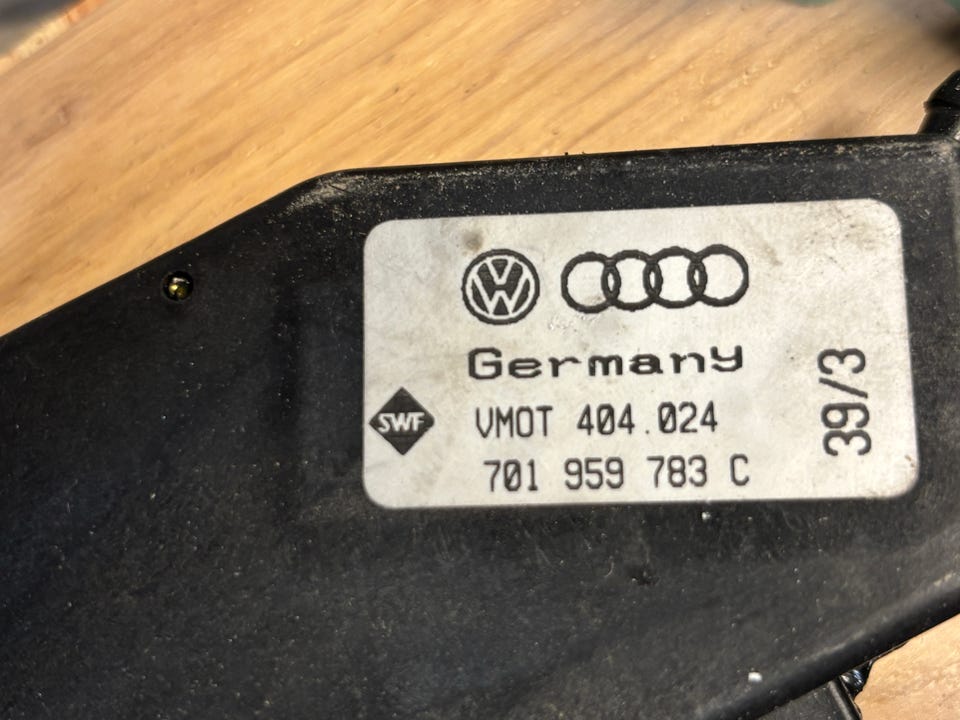 Germany
SWF
VMOT 404.024
701 959 783 C
39/3